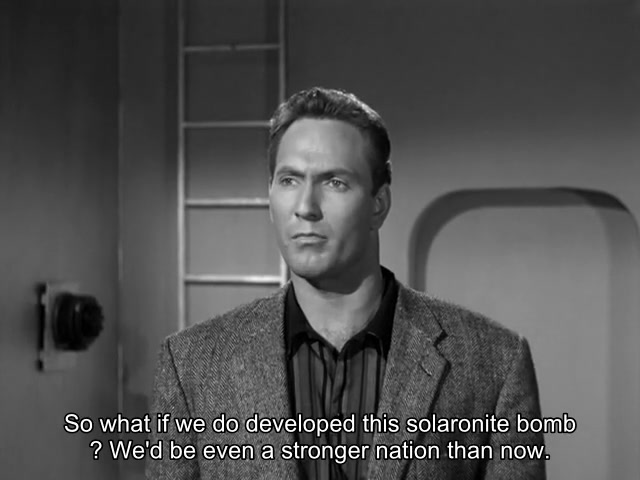 So what if we do developed this solaronite bomb
? We'd be even a stronger nation than now.